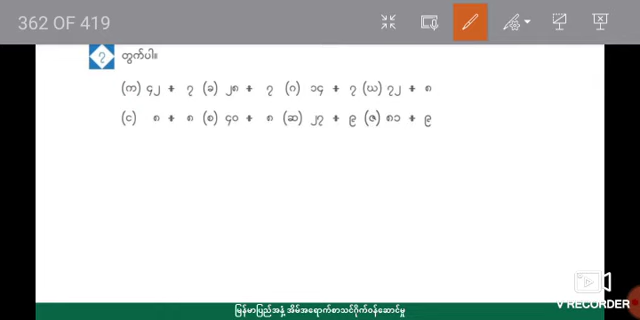 362 OF 419
၇ တွက်ပါ။
(က) ၄၂ + ၇ (ခ) ၂၈ + ၇ (ဂ) ၁၄ + ၇ (ဃ) ၇၂ + ၈
(င) ၈ + ၈ (စ) ၄၀ + ၈ (ဆ) ၂၇ + ၉ (ဇ) ၈၁ + ၉
V RECORDER
မြန်မာပြည်အနှံ့ အိမ်အရောက်စာသင်ဝိုက်ဝန်ဆောင်မှု